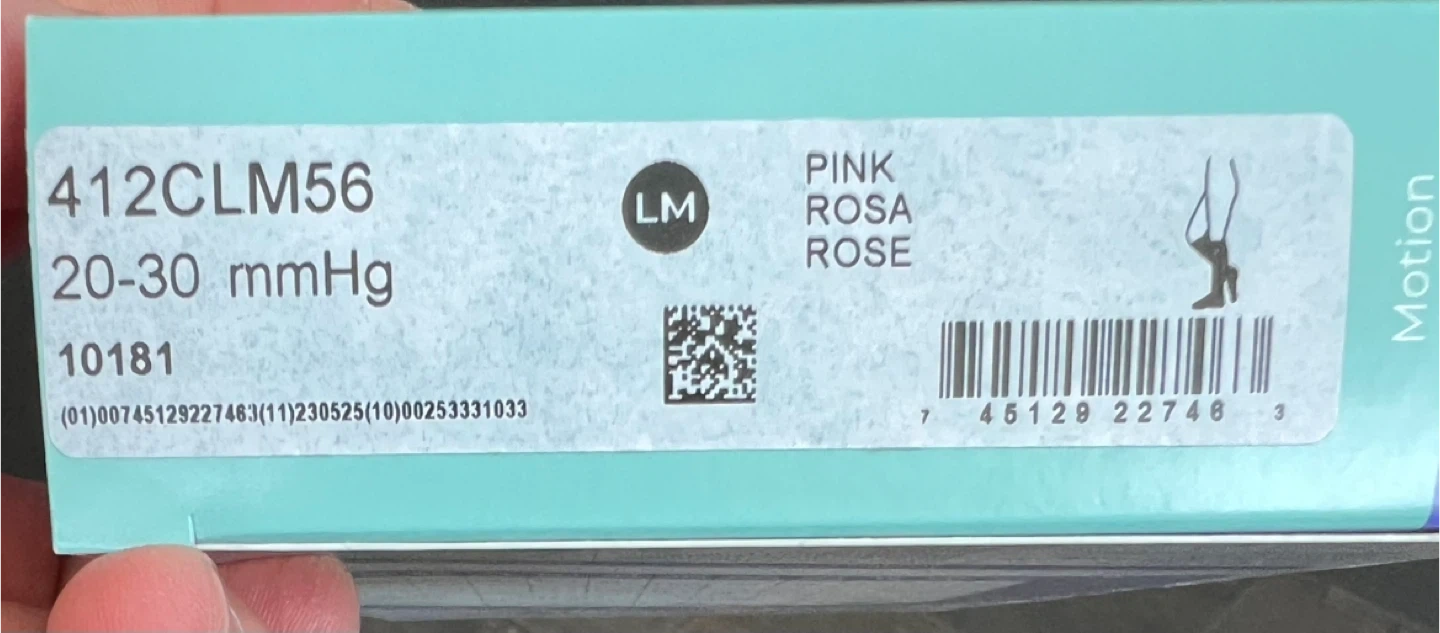 412CLM56
20-30 mmHg
10181
(01)00745129227463(11)230525(10)00253331033
LM
PINK
ROSA
ROSE
7 45129 22746 3
Motion